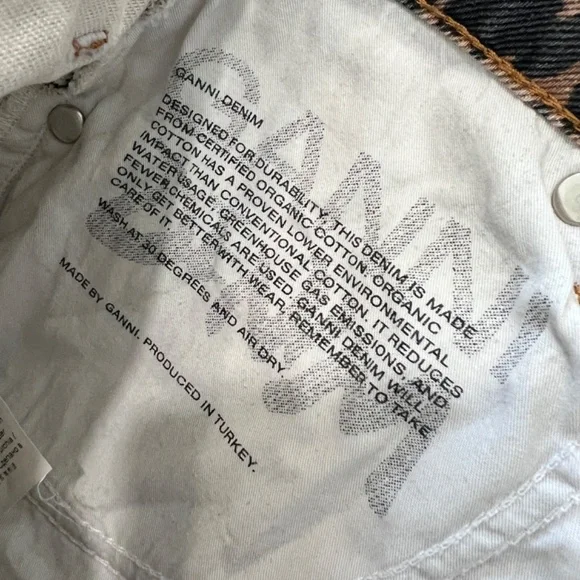 GANNI DENIM
DESIGNED FOR DURABILITY, THIS DENIM IS MADE
FROM CERTIFIED ORGANIC COTTON. ORGANIC
COTTON HAS A PROVEN LOWER ENVIRONMENTAL
IMPACT THAN CONVENTIONAL COTTON. IT REDUCES
WATER USAGE, GREENHOUSE GAS EMISSIONS, AND
FEWER CHEMICALS ARE USED. GANNI DENIM WILL
ONLY GET BETTER WITH WEAR, REMEMBER TO TAKE
CARE OF IT.
WASH AT 30 DEGREES AND AIR DRY.
MADE BY GANNI. PRODUCED IN TURKEY.
GANNI